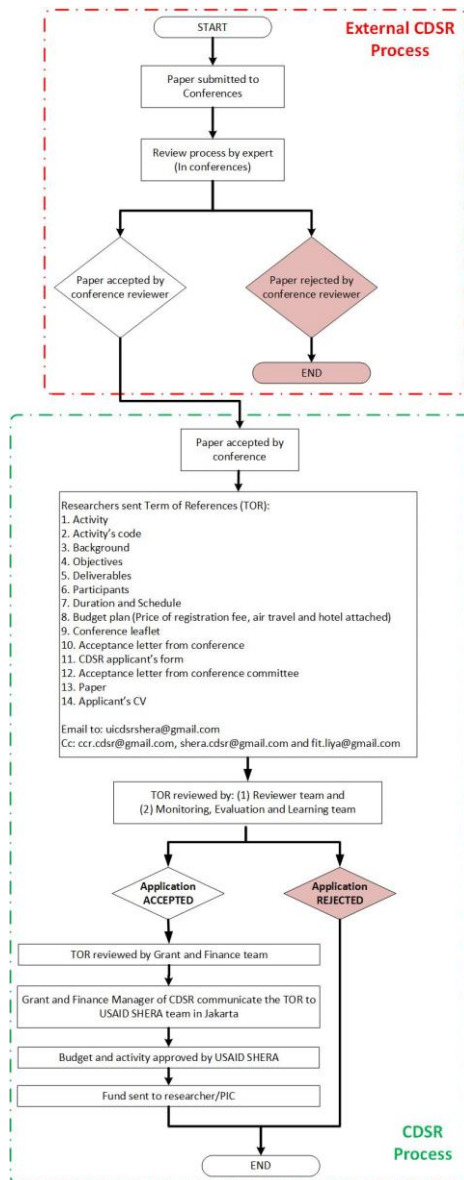 START
External CDSR
Process
Paper submitted to
Conferences
Review process by expert
(In conferences)
Paper accepted by
conference reviewer
Paper rejected by
conference reviewer
END
Paper accepted by
conference
Researchers sent Term of References (TOR):
1. Activity
2. Activity's code
3. Background
4. Objectives
5. Deliverables
6. Participants
7. Duration and Schedule
8. Budget plan (Price of registration fee, air travel and hotel attached)
9. Conference leaflet
10. Acceptance letter from conference
11. CDSR applicant's form
12. Acceptance letter from conference committee
13. Paper
14. Applicant's CV
Email to: uicdsrshera@gmail.com
Cc: ccr.cdsr@gmail.com, shera.cdsr@gmail.com and fit.liya@gmail.com
TOR reviewed by: (1) Reviewer team and
(2) Monitoring, Evaluation and Learning team
Application
ACCEPTED
Application
REJECTED
TOR reviewed by Grant and Finance team
Grant and Finance Manager of CDSR communicate the TOR to
USAID SHERA team in Jakarta
Budget and activity approved by USAID SHERA
Fund sent to researcher/PIC
END
CDSR
Process